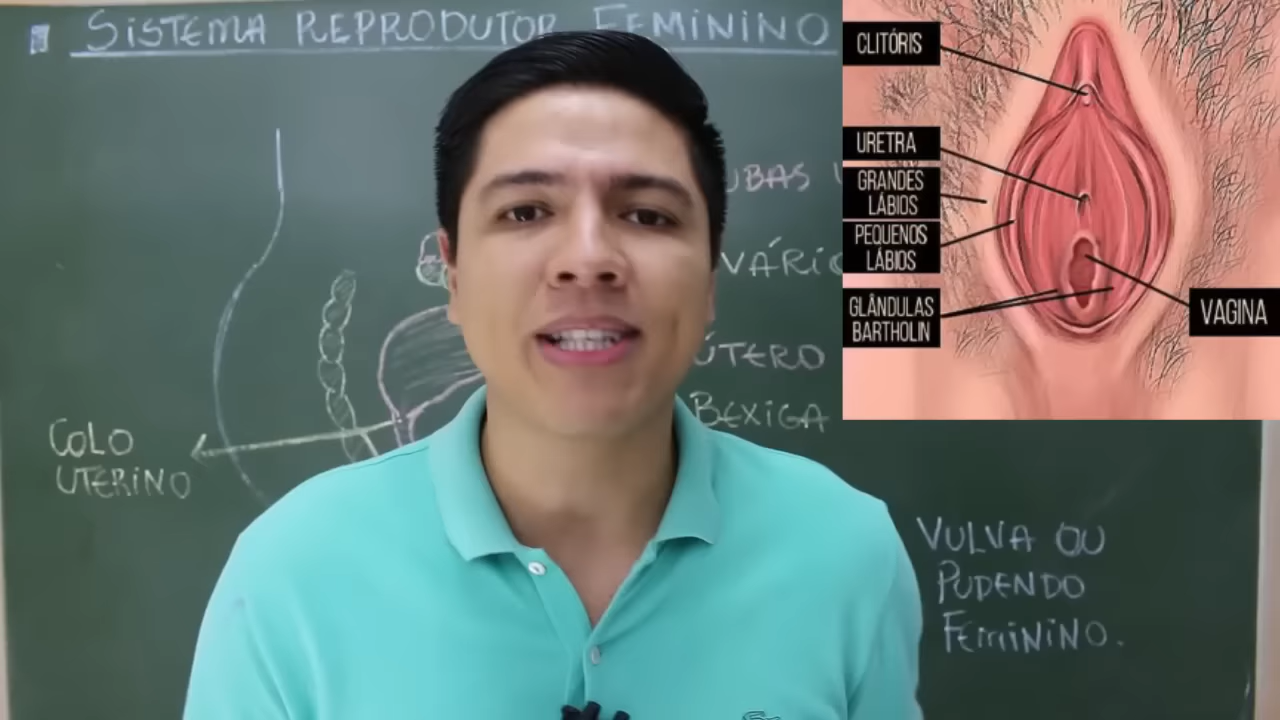 SISTEMA REPRODUTOR FEMININO
CLITÓRIS
URETRA
GRANDES
LÁBIOS
PEQUENOS
LÁBIOS
GLÂNDULAS
BARTHOLIN
VAGINA
ÚTERO
BEXIGA
COLO
UTERINO
VULVA OU
PUDENDO
FEMININO.